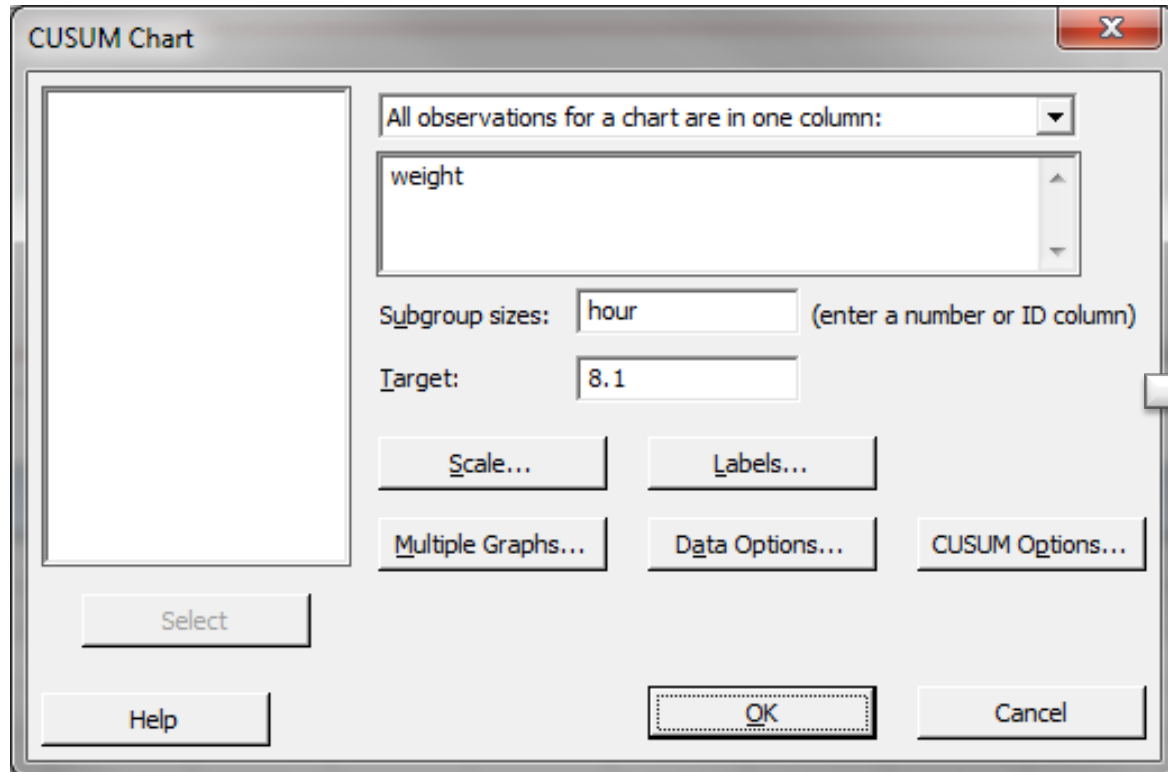 CUSUM Chart
All observations for a chart are in one column:
weight
Subgroup sizes: hour (enter a number or ID column)
Target: 8.1
Scale... Labels...
Multiple Graphs... Data Options... CUSUM Options...
Select
Help OK Cancel